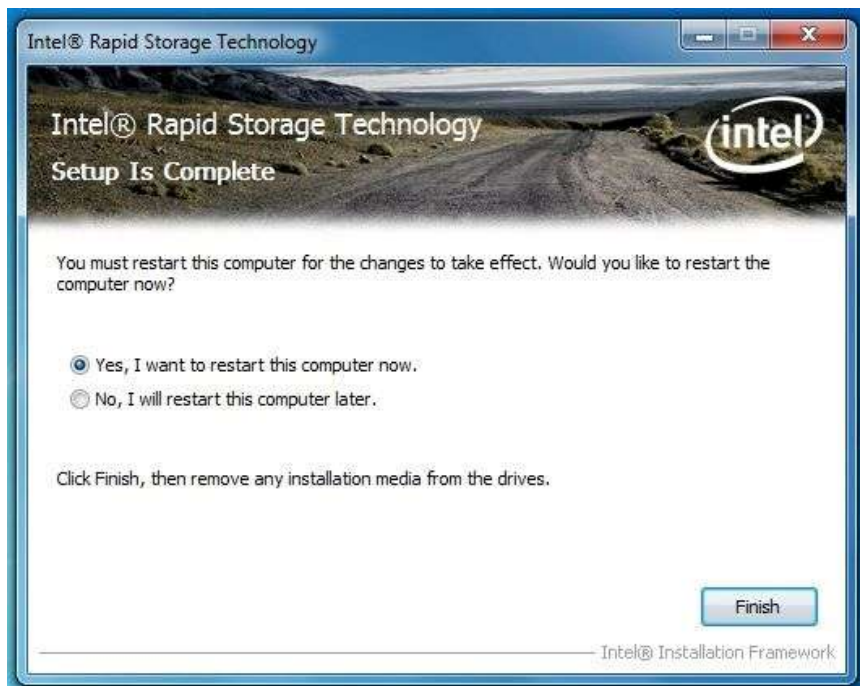 Intel® Rapid Storage Technology
Intel® Rapid Storage Technology
Setup Is Complete
intel
You must restart this computer for the changes to take effect. Would you like to restart the
computer now?
Yes, I want to restart this computer now.
No, I will restart this computer later.
Click Finish, then remove any installation media from the drives.
Finish
Intel® Installation Framework